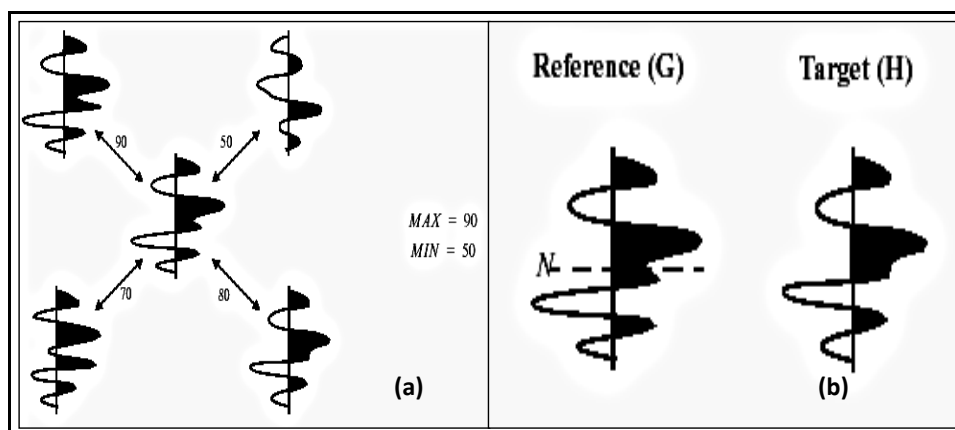 90
50
MAX = 90
MIN = 50
70
80
(a)
Reference (G)
Target (H)
N
(b)